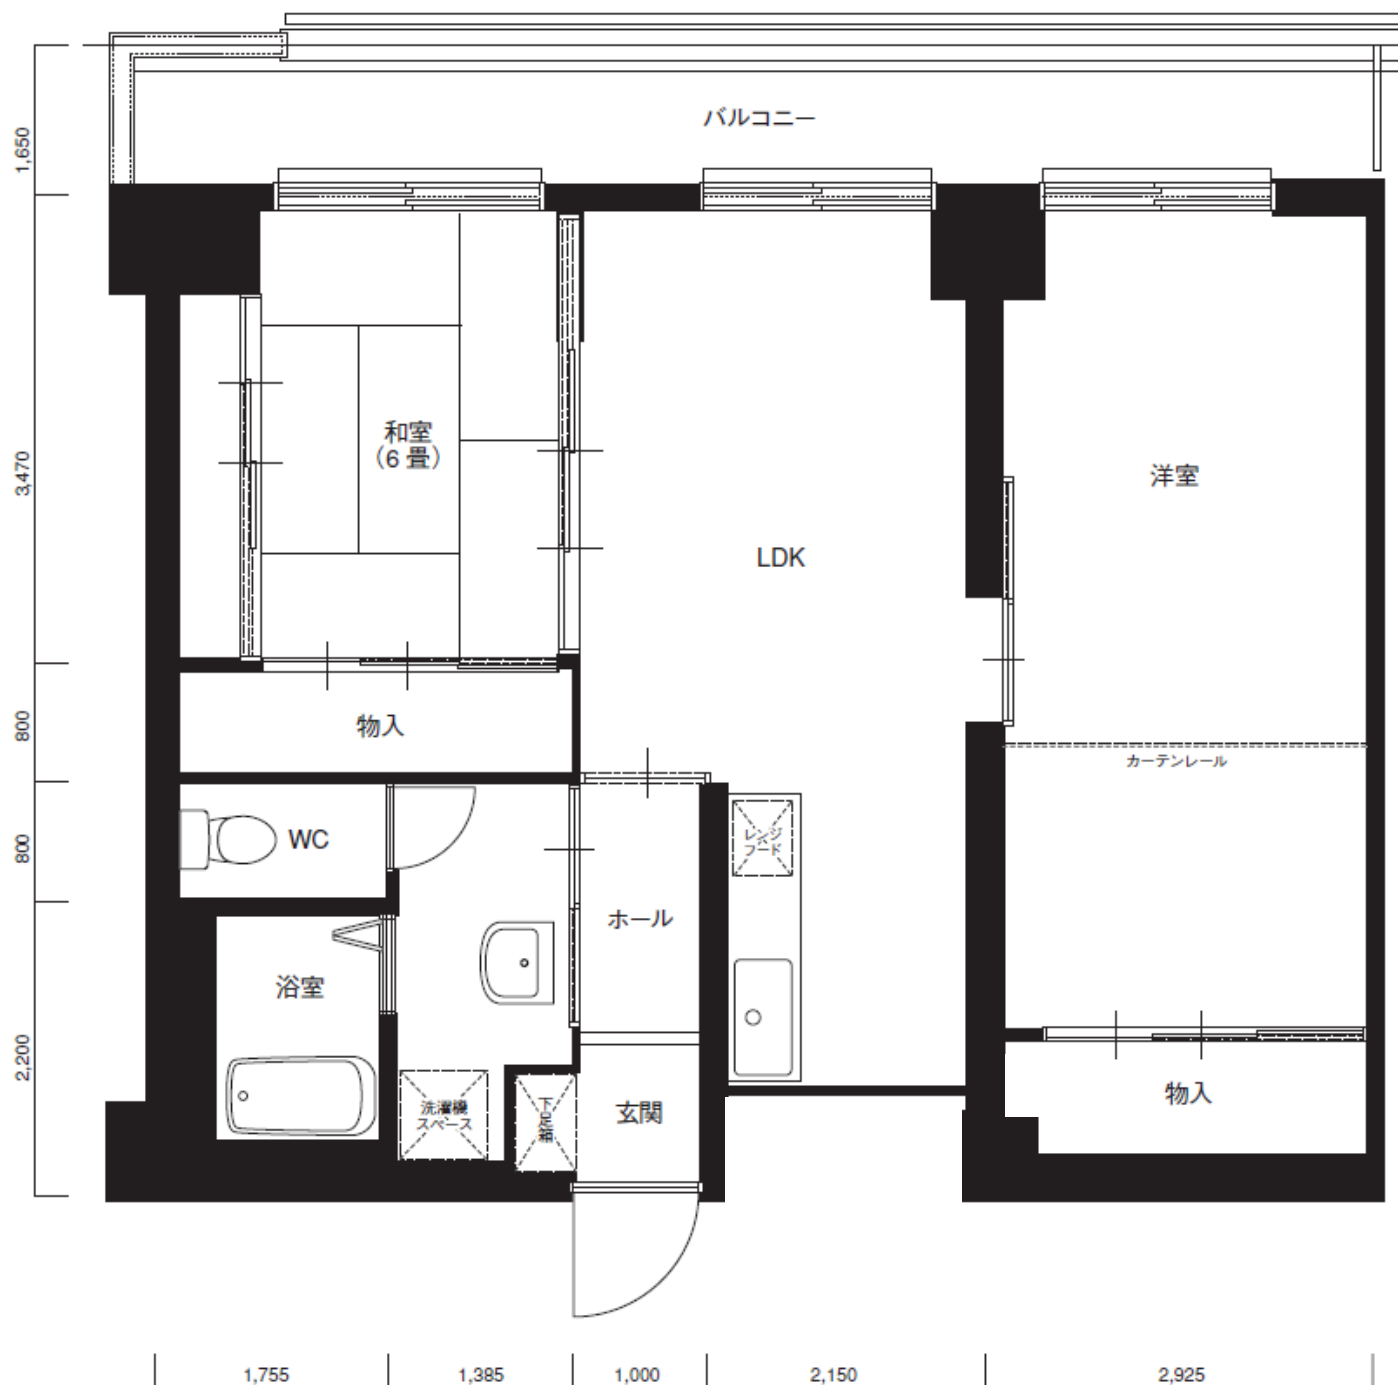 バルコニー
1,650
和室
（6 畳）
3,470
洋室
LDK
物入
800
カーテンレール
WC
800
レンジ
フード
ホール
浴室
2,200
洗濯機
スペース
下足箱
玄関
物入
1,755
1,385
1,000
2,150
2,925